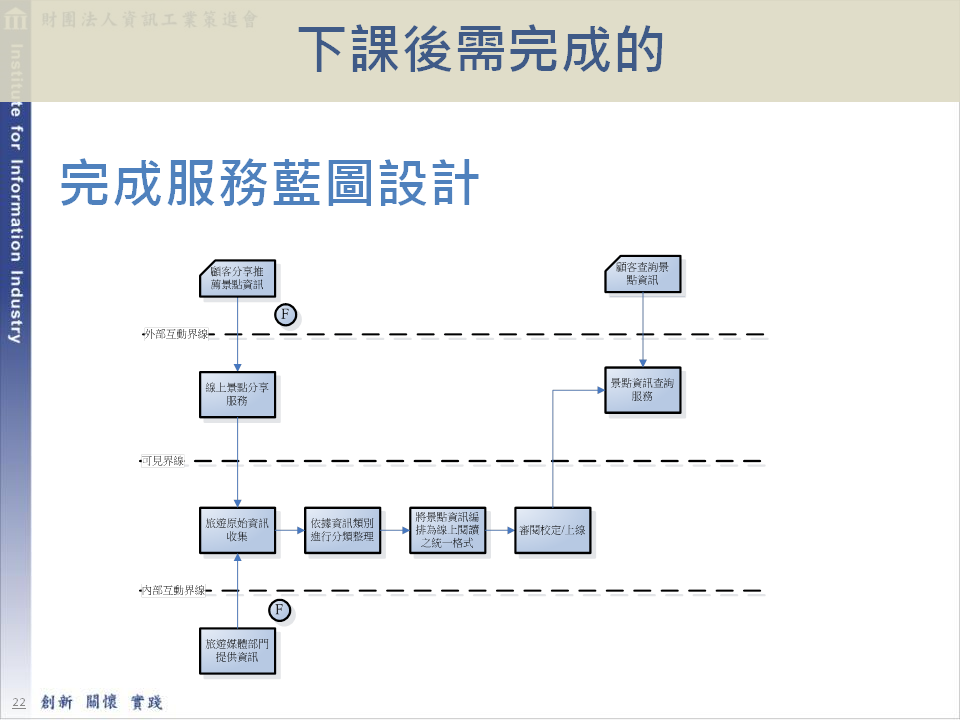 財團法人資訊工業策進會
下課後需完成的
Institute for Information Industry
完成服務藍圖設計
顧客分享推
薦景點資訊
顧客查詢景
點資訊
F
外部互動界線
線上景點分享
服務
景點資訊查詢
服務
可見界線
旅遊原始資訊
收集
依據資訊類別
進行分類整理
將景點資訊編
排為線上閱讀
之統一格式
審閱校定/上線
內部互動界線
F
旅遊媒體部門
提供資訊
22
創新 關懷 實踐